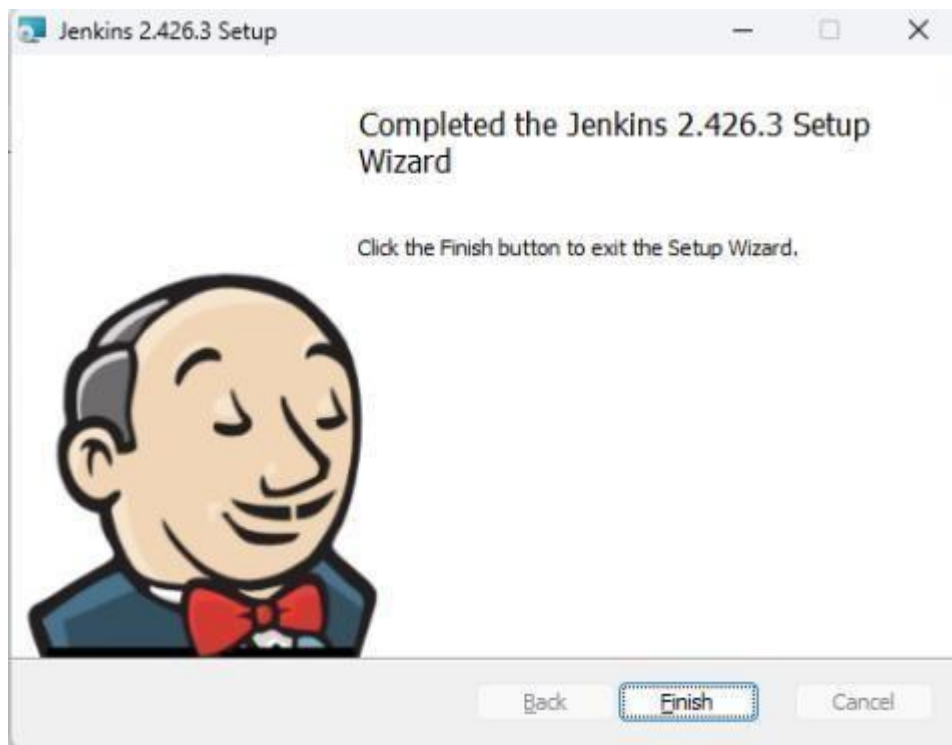 Jenkins 2.426.3 Setup
Completed the Jenkins 2.426.3 Setup
Wizard
Click the Finish button to exit the Setup Wizard.
Back
Finish
Cancel